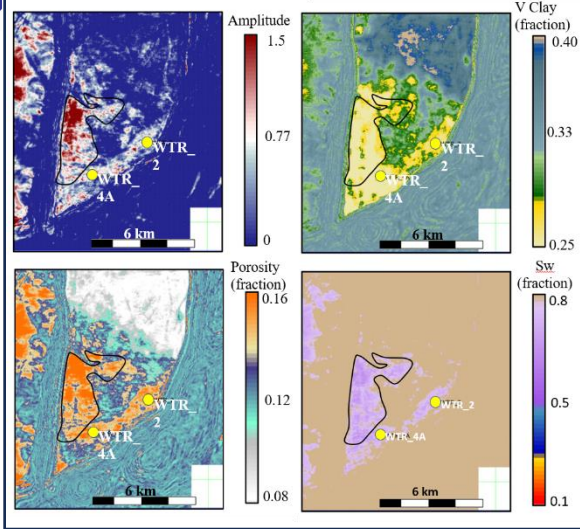 Amplitude
1.5
0.77
0
WTR_
2
WTR_
4A
6 km
V Clay
(fraction)
0.40
0.33
0.25
WTR_
2
WTR_
4A
6 km
Porosity
(fraction)
0.16
0.12
0.08
WTR_
2
WTR_
4A
6 km
Sw
(fraction)
0.8
0.5
0.1
WTR_2
WTR_4A
6 km